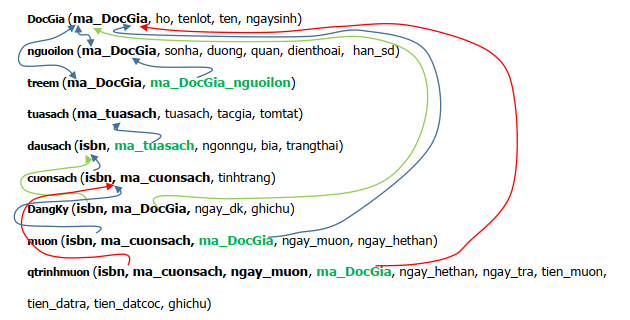 DocGia (ma_DocGia, ho, tenlot, ten, ngaysinh)
nguoilon (ma_DocGia, sonha, duong, quan, dienthoai, han_sd)
treem (ma_DocGia, ma_DocGia_nguoilon)
tuasach (ma_tuasach, tuasach, tacgia, tomtat)
dausach (isbn, ma_tuasach, ngonngu, bia, trangthai)
cuonsach (isbn, ma_cuonsach, tinhtrang)
DangKy (isbn, ma_DocGia, ngay_dk, ghichu)
muon (isbn, ma_cuonsach, ma_DocGia, ngay_muon, ngay_hethan)
qtrinhmuon (isbn, ma_cuonsach, ngay_muon, ma_DocGia, ngay_hethan, ngay_tra, tien_muon,
tien_datra, tien_datcoc, ghichu)